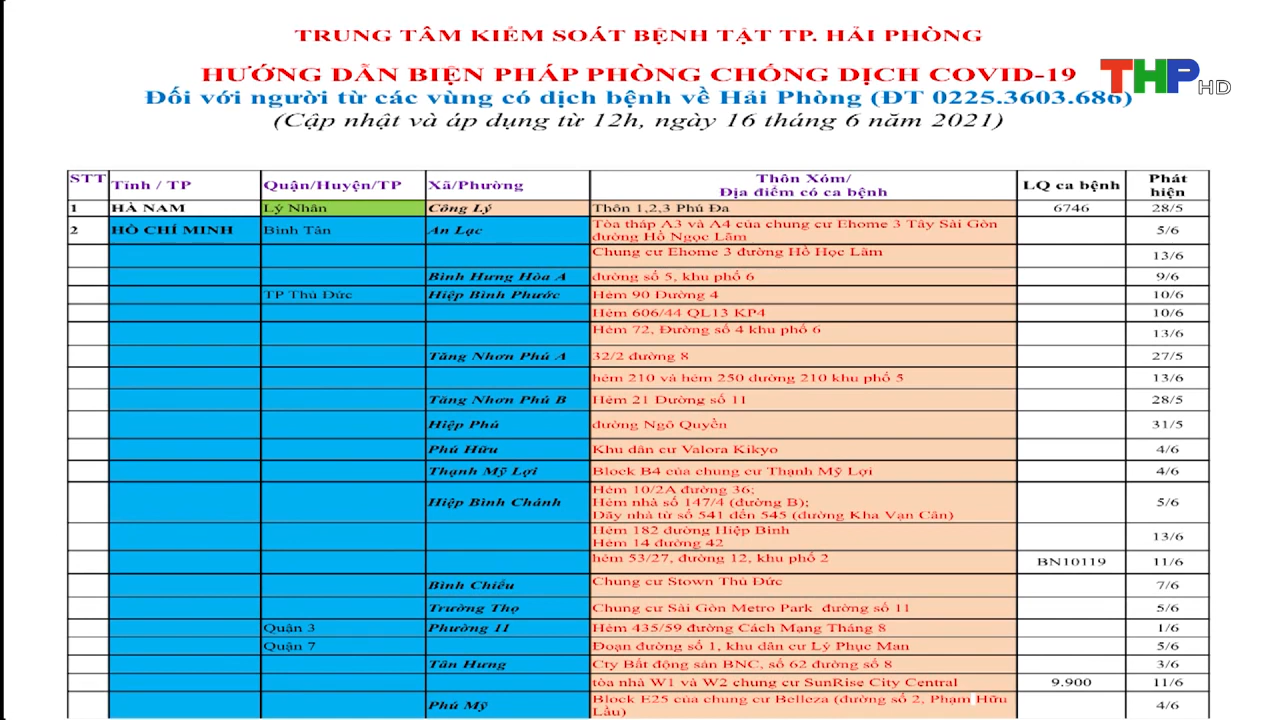 TRUNG TÂM KIỂM SOÁT BỆNH TẬT TP. HẢI PHÒNG
HƯỚNG DẪN BIỆN PHÁP PHÒNG CHỐNG DỊCH COVID-19
THP HD
Đối với người từ các vùng có dịch bệnh về Hải Phòng (ĐT 0225.3603.686)
(Cập nhật và áp dụng từ 12h, ngày 16 tháng 6 năm 2021)
STT Tỉnh / TP Quận/Huyện/TP Xã/Phường Thôn Xóm/ Địa điểm có ca bệnh LQ ca bệnh Phát hiện
1 HÀ NAM Lý Nhân Công Lý Thôn 1,2,3 Phú Đa 6746 28/5
2 HỒ CHÍ MINH Bình Tân An Lạc Tòa tháp A3 và A4 của chung cư Ehome 3 Tây Sài Gòn đường Hồ Ngọc Lãm 5/6
Chung cư Ehome 3 đường Hồ Học Lãm 13/6
Bình Hưng Hòa A đường số 5, khu phố 6 9/6
TP Thủ Đức Hiệp Bình Phước Hẻm 90 Đường 4 10/6
Hẻm 606/44 QL13 KP4 10/6
Hẻm 72, Đường số 4 khu phố 6 13/6
Tăng Nhơn Phú A 32/2 đường 8 27/5
hẻm 210 và hẻm 250 đường 210 khu phố 5 13/6
Tăng Nhơn Phú B Hẻm 21 Đường số 11 28/5
Hiệp Phú đường Ngô Quyền 31/5
Phú Hữu Khu dân cư Valora Kikyo 4/6
Thạnh Mỹ Lợi Block B4 của chung cư Thạnh Mỹ Lợi 4/6
Hiệp Bình Chánh Hẻm 10/2A đường 36;
Hẻm nhà số 147/4 (đường B);
Dãy nhà từ số 541 đến 545 (đường Kha Vạn Cân) 5/6
Hẻm 182 đường Hiệp Bình
Hẻm 14 đường 42 13/6
hẻm 53/27, đường 12, khu phố 2 BN10119 11/6
Bình Chiểu Chung cư Stown Thủ Đức 7/6
Trường Thọ Chung cư Sài Gòn Metro Park đường số 11 5/6
Quận 3 Phường 11 Hẻm 435/59 đường Cách Mạng Tháng 8 1/6
Quận 7 Đoạn đường số 1, khu dân cư Lý Phục Man 5/6
Tân Hưng Cty Bất động sản BNC, số 62 đường số 8 3/6
tòa nhà W1 và W2 chung cư SunRise City Central 9.900 11/6
Phú Mỹ Block E25 của chung cư Belleza (đường số 2, Phạm Hữu Lầu) 4/6